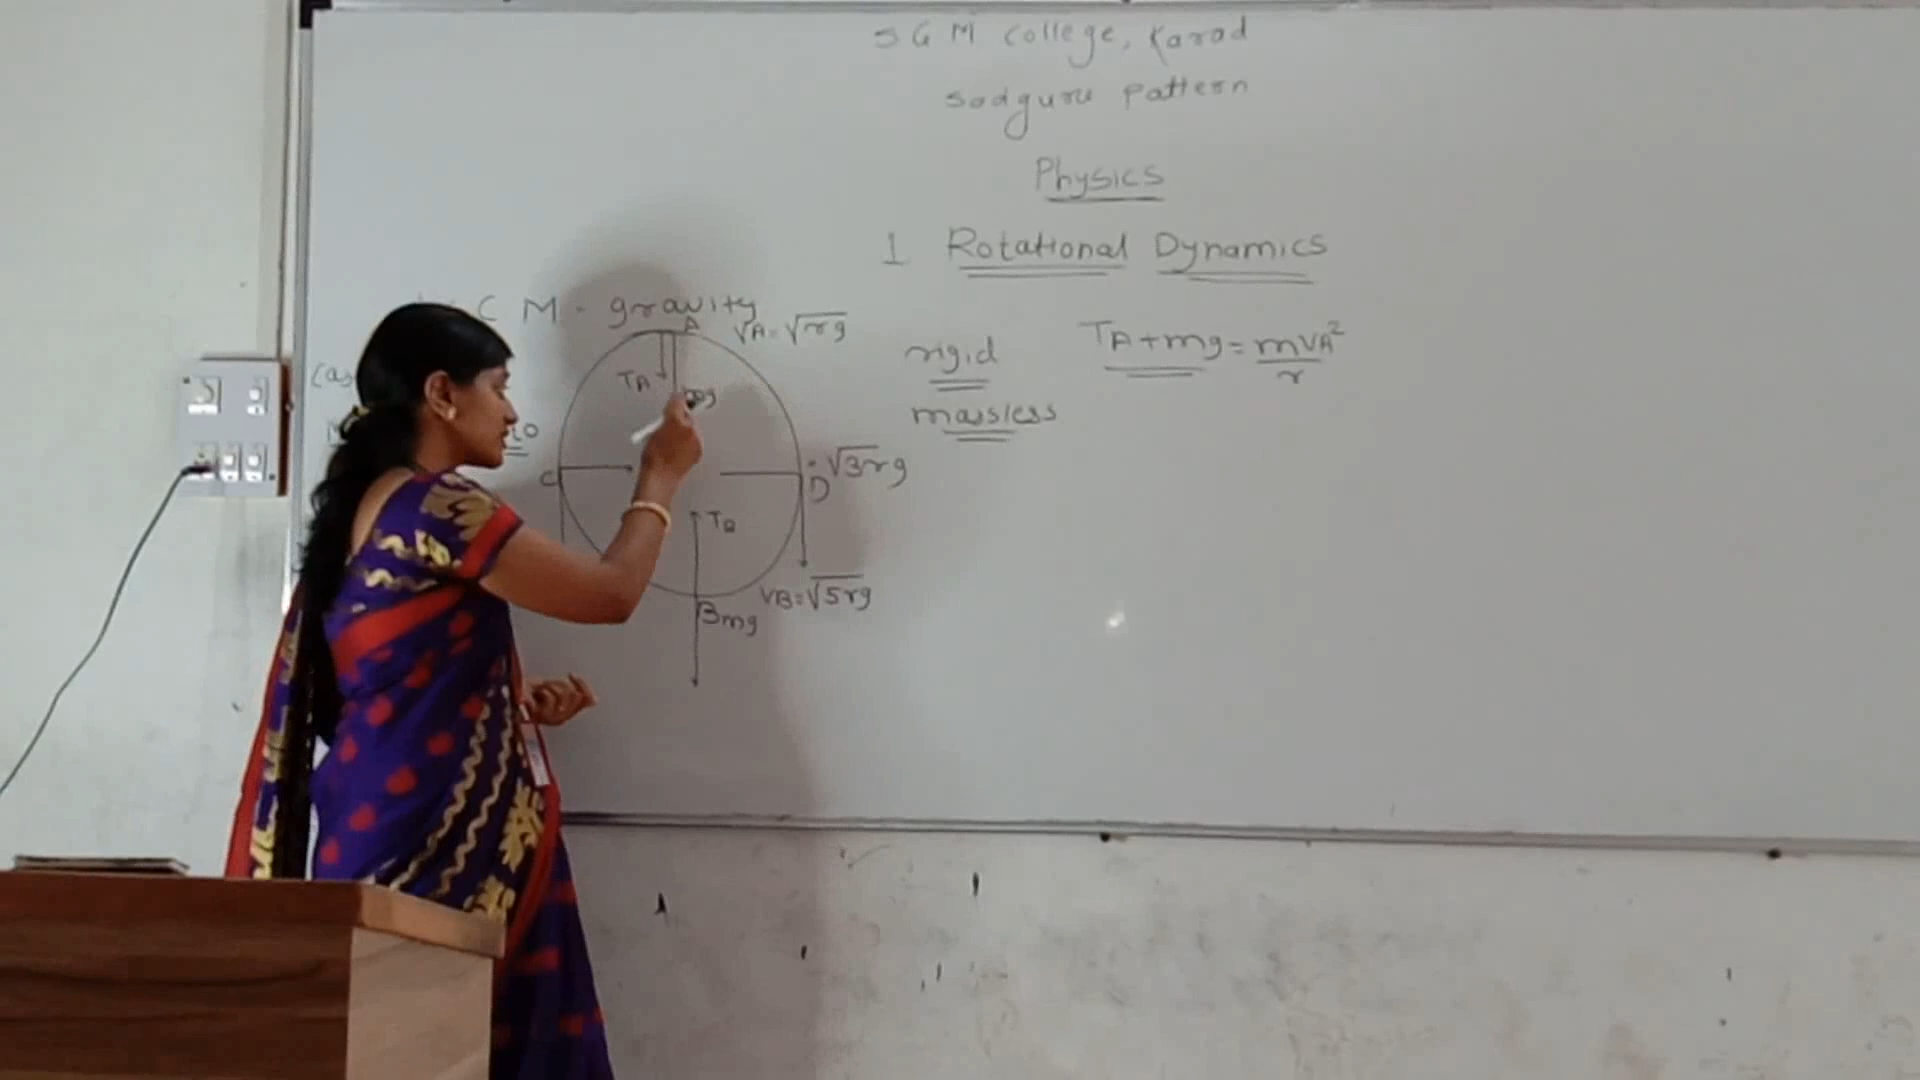 SGM College, Karad
Sadguru Pattern
Physics
1 Rotational Dynamics
C M - gravity
A
VA=√rg
TA
mg
C
√3rg
D
TB
B
mg
VB=√5rg
rigid
massless
TA+mg=mVA²/r